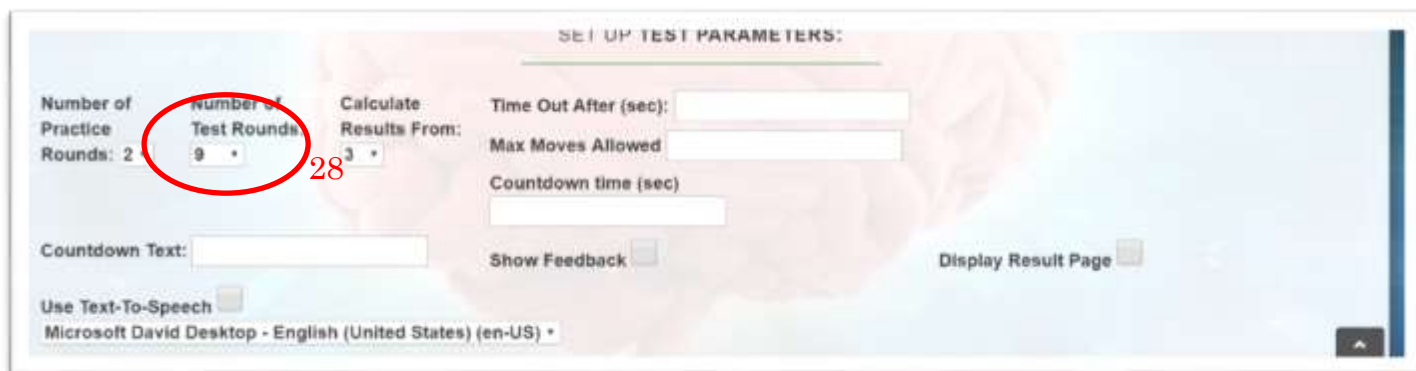 SET UP TEST PARAMETERS:
Number of Practice Rounds: 2
Number of Test Rounds:
9
28
Calculate Results From:
3
Time Out After (sec):
Max Moves Allowed
Countdown time (sec)
Countdown Text:
Show Feedback
Display Result Page
Use Text-To-Speech
Microsoft David Desktop - English (United States) (en-US)